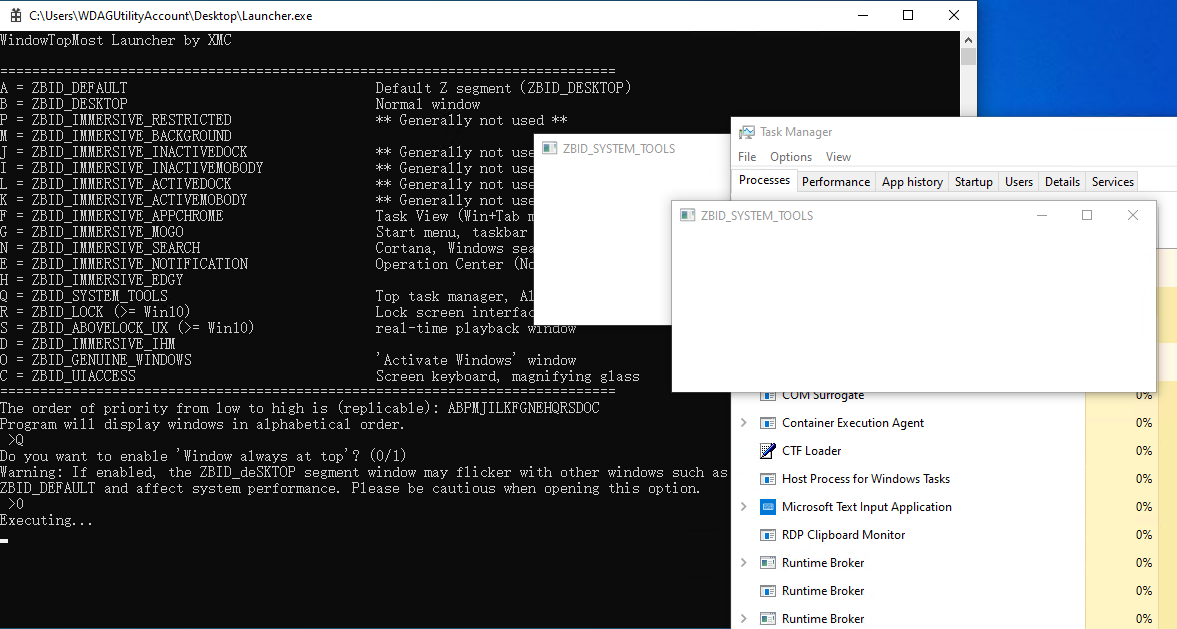 C:\Users\WDAGUtilityAccount\Desktop\Launcher.exe
WindowTopMost Launcher by XMC
=============================================================================
A = ZBID_DEFAULT Default Z segment (ZBID_DESKTOP)
B = ZBID_DESKTOP Normal window
P = ZBID_IMMERSIVE_RESTRICTED ** Generally not used **
M = ZBID_IMMERSIVE_BACKGROUND
J = ZBID_IMMERSIVE_INACTIVEDOCK ** Generally not use
I = ZBID_IMMERSIVE_INACTIVEMOBODY ** Generally not use
L = ZBID_IMMERSIVE_ACTIVEDOCK ** Generally not use
K = ZBID_IMMERSIVE_ACTIVEMOBODY ** Generally not use
F = ZBID_IMMERSIVE_APPCHROME Task View (Win+Tab m
G = ZBID_IMMERSIVE_MOGO Start menu, taskbar
N = ZBID_IMMERSIVE_SEARCH Cortana, Windows sea
E = ZBID_IMMERSIVE_NOTIFICATION Operation Center (No
H = ZBID_IMMERSIVE_EDGY
Q = ZBID_SYSTEM_TOOLS Top task manager, Al
R = ZBID_LOCK (>= Win10) Lock screen interfac
S = ZBID_ABOVELOCK_UX (>= Win10) real-time playback window
D = ZBID_IMMERSIVE_IHM
O = ZBID_GENUINE_WINDOWS 'Activate Windows' window
C = ZBID_UIACCESS Screen keyboard, magnifying glass
=============================================================================
The order of priority from low to high is (replicable): ABPMJILKFGNEHQRSDOC
Program will display windows in alphabetical order.
>Q
Do you want to enable 'Window always at top'? (0/1)
Warning: If enabled, the ZBID_deSKTOP segment window may flicker with other windows such as
ZBID_DEFAULT and affect system performance. Please be cautious when opening this option.
>0
Executing...
ZBID_SYSTEM_TOOLS
Task Manager
File Options View
Processes Performance App history Startup Users Details Services
ZBID_SYSTEM_TOOLS
COM Surrogate 0%
Container Execution Agent 0%
CTF Loader 0%
Host Process for Windows Tasks 0%
Microsoft Text Input Application 0%
RDP Clipboard Monitor 0%
Runtime Broker 0%
Runtime Broker 0%
Runtime Broker 0%